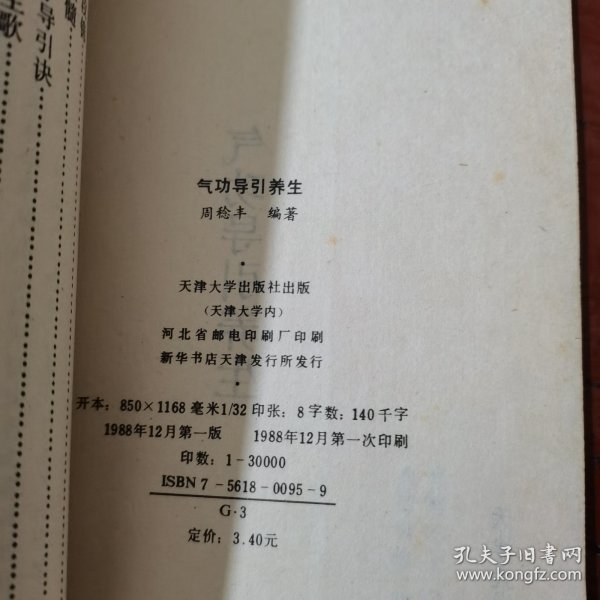 导引诀
气功导引养生
周稔丰 编著
天津大学出版社出版
(天津大学内)
河北省邮电印刷厂印刷
新华书店天津发行所发行
开本:850×1168毫米1/32印张:8字数:140千字
1988年12月第一版 1988年12月第一次印刷
印数:1-30000
ISBN 7-5618-0095-9
G·3
定价:3.40元
孔夫子旧书网
www.kongfz.com